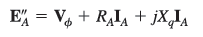 E″_A = V_ϕ + R_A I_A + jX_q I_A